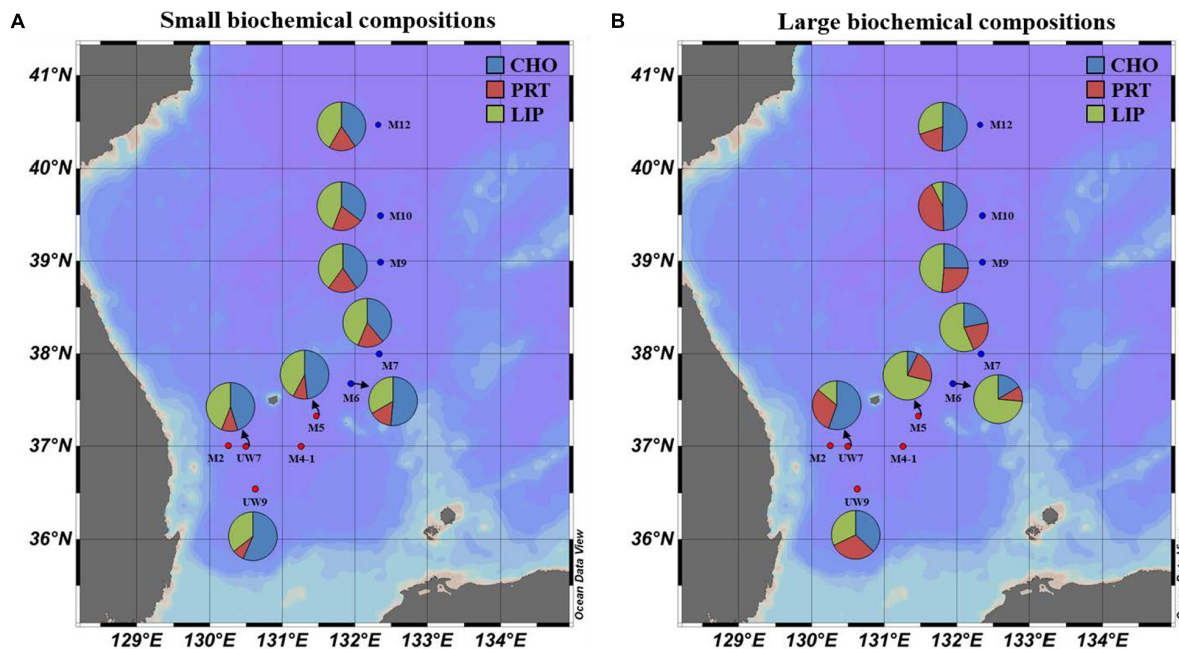 A
Small biochemical compositions
CHO
PRT
LIP
41°N
40°N
39°N
38°N
37°N
36°N
M12
M10
M9
M7
M6
M5
M2
UW7
M4-1
UW9
129°E
130°E
131°E
132°E
133°E
134°E
Ocean Data View
B
Large biochemical compositions
CHO
PRT
LIP
41°N
40°N
39°N
38°N
37°N
36°N
M12
M10
M9
M7
M6
M5
M2
UW7
M4-1
UW9
129°E
130°E
131°E
132°E
133°E
134°E